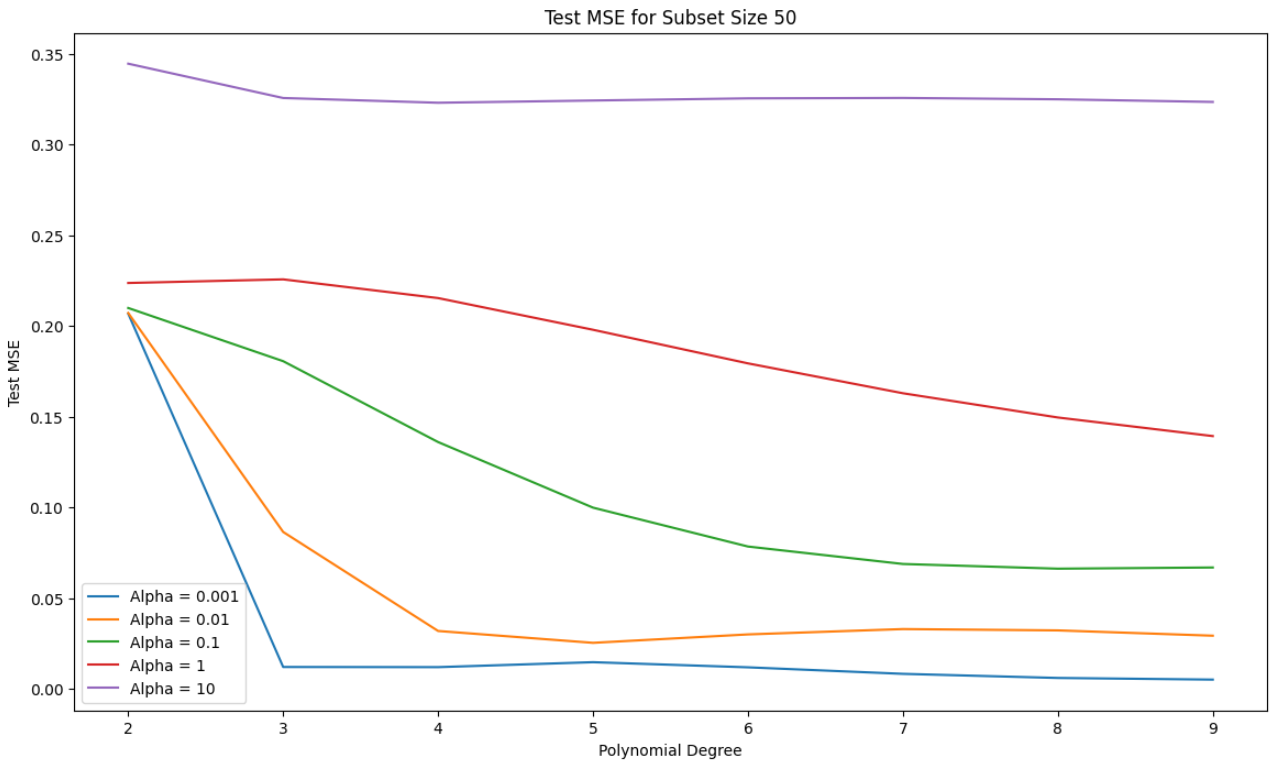 Test MSE for Subset Size 50
Test MSE
0.35
0.30
0.25
0.20
0.15
0.10
0.05
0.00
Alpha = 0.001
Alpha = 0.01
Alpha = 0.1
Alpha = 1
Alpha = 10
2 3 4 5 6 7 8 9
Polynomial Degree